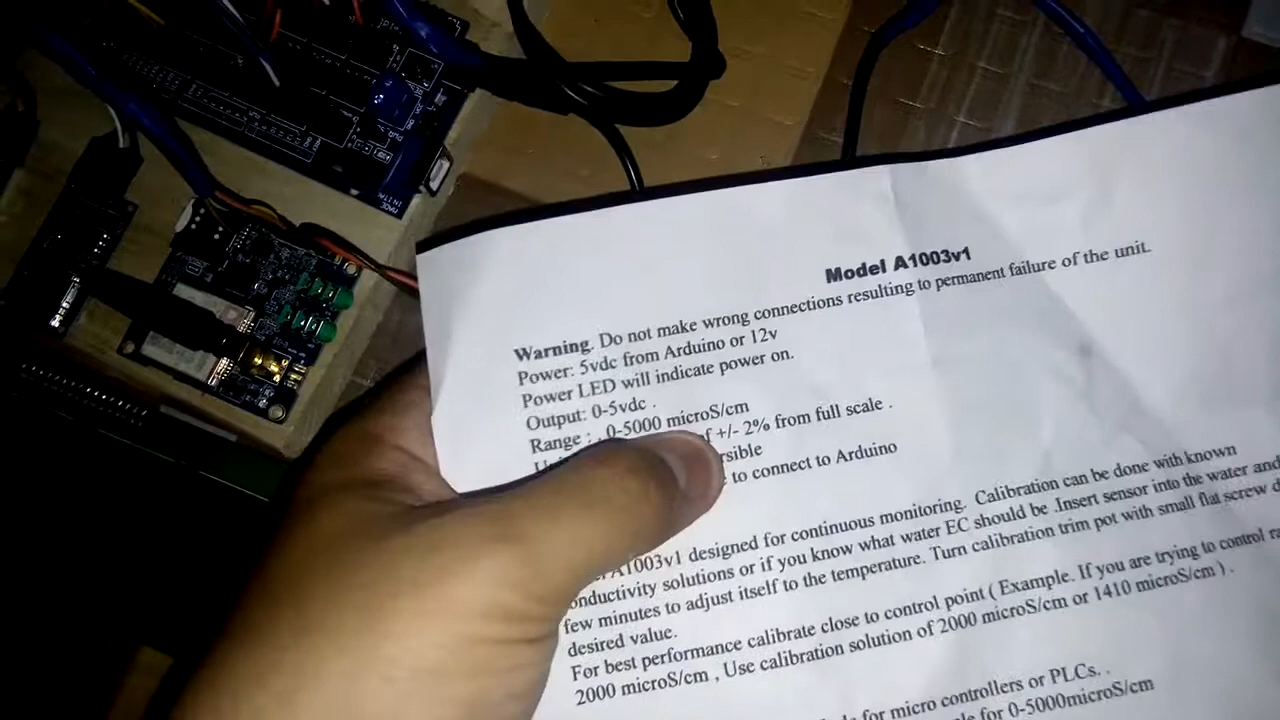 MADE IN ITAL
Model A1003v1
Warning. Do not make wrong connections resulting to permanent failure of the unit.
Power: 5vdc from Arduino or 12v
Power LED will indicate power on.
Output: 0-5vdc .
Range : . 0-5000 microS/cm
f +/- 2% from full scale .
rsible
to connect to Arduino
A1003v1 designed for continuous monitoring. Calibration can be done with known
onductivity solutions or if you know what water EC should be .Insert sensor into the water and
few minutes to adjust itself to the temperature. Turn calibration trim pot with small flat screw d
desired value.
For best performance calibrate close to control point ( Example. If you are trying to control ra
2000 microS/cm , Use calibration solution of 2000 microS/cm or 1410 microS/cm ) .
for micro controllers or PLCs. .
le for 0-5000microS/cm